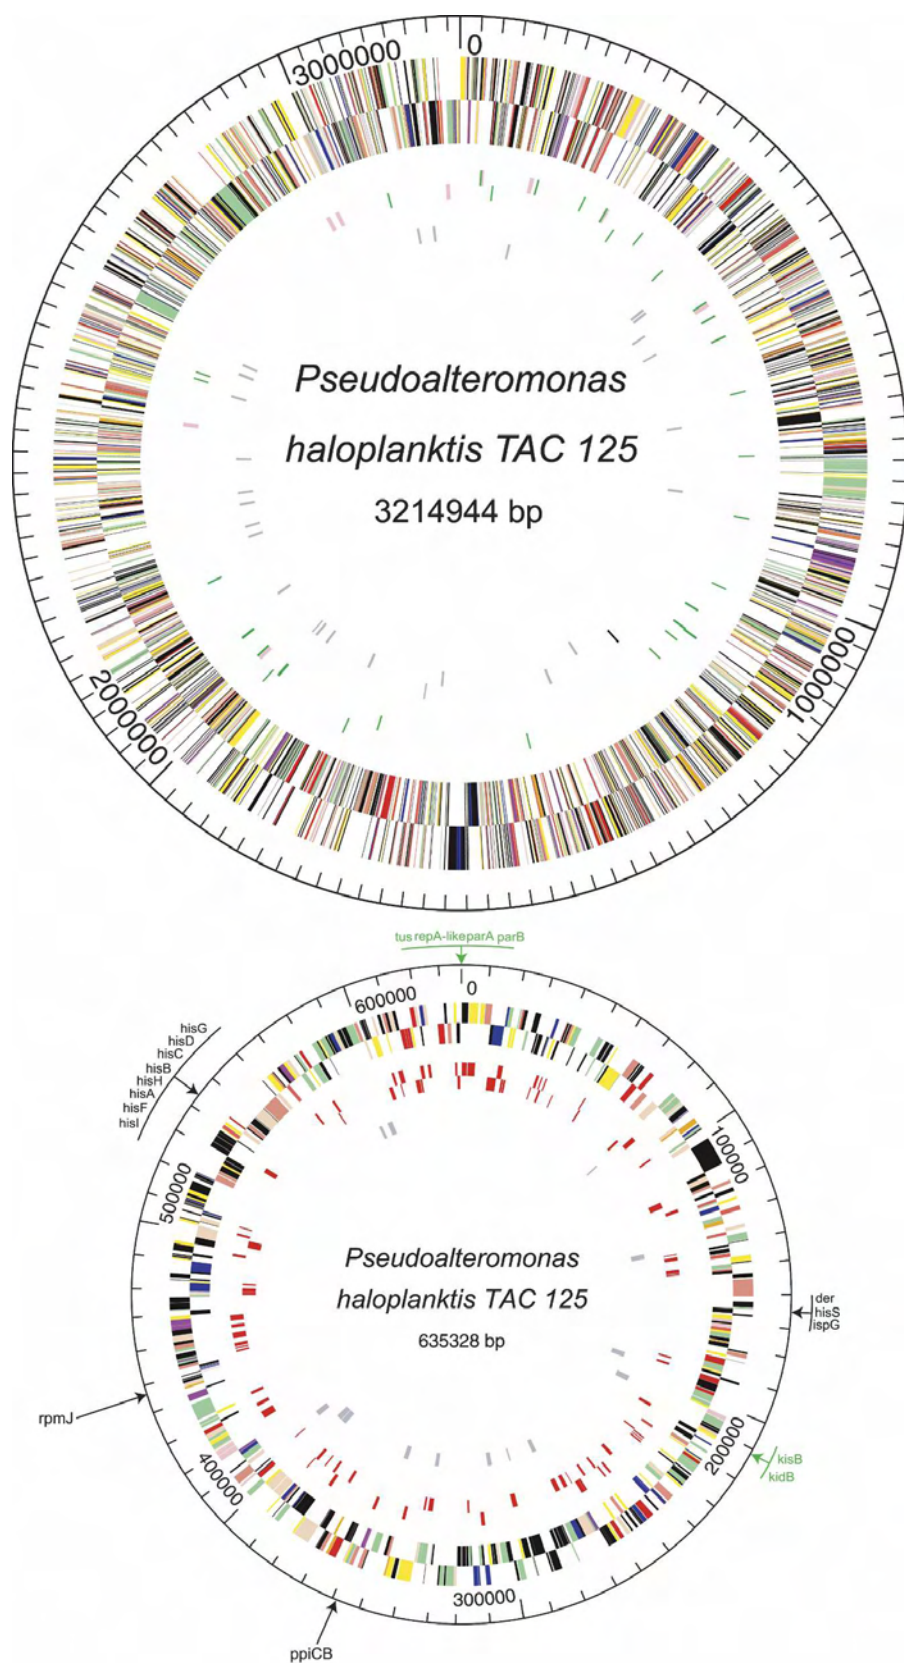 0
3000000
Pseudoalteromonas
haloplanktis TAC 125
3214944 bp
1000000
2000000
tus repA-like parA parB
0
600000
hisG
hisD
hisC
hisB
hisH
hisA
hisF
hisI
100000
500000
Pseudoalteromonas
haloplanktis TAC 125
635328 bp
der
hisS
ispG
rpmJ
200000
kisB
kidB
400000
300000
ppiCB